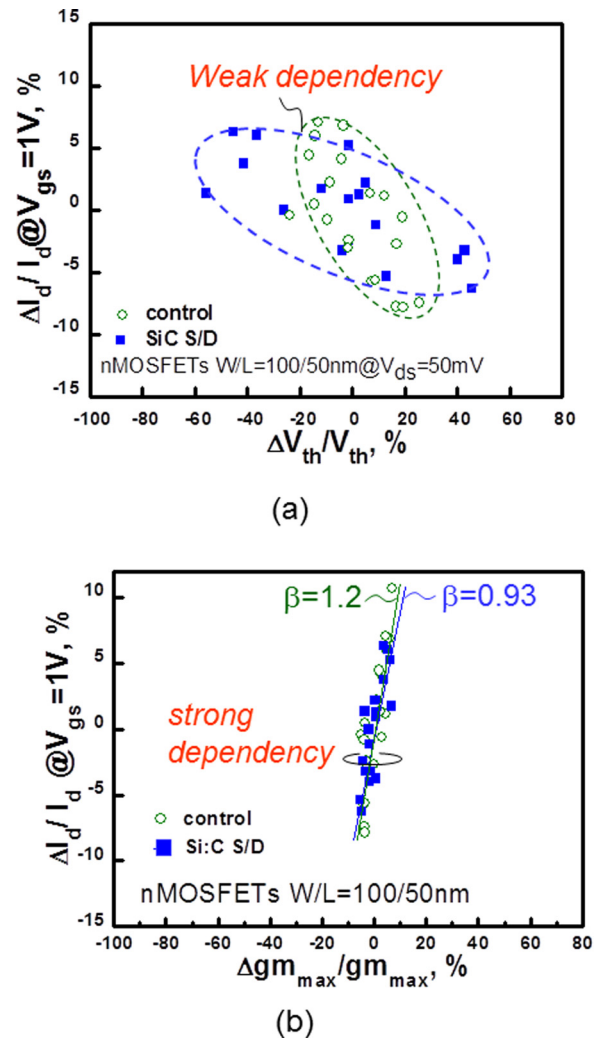 15
10
5
0
-5
-10
-15
ΔI_d / I_d@V_gs=1V, %
Weak dependency
control
SiC S/D
nMOSFETs W/L=100/50nm@V_ds=50mV
-100 -80 -60 -40 -20 0 20 40 60 80
ΔV_th/V_th, %
(a)
10
5
0
-5
-10
-15
ΔI_d / I_d @V_gs=1V, %
β=1.2 β=0.93
strong
dependency
control
Si:C S/D
nMOSFETs W/L=100/50nm
-100 -80 -60 -40 -20 0 20 40 60 80
Δgm_max/gm_max, %
(b)